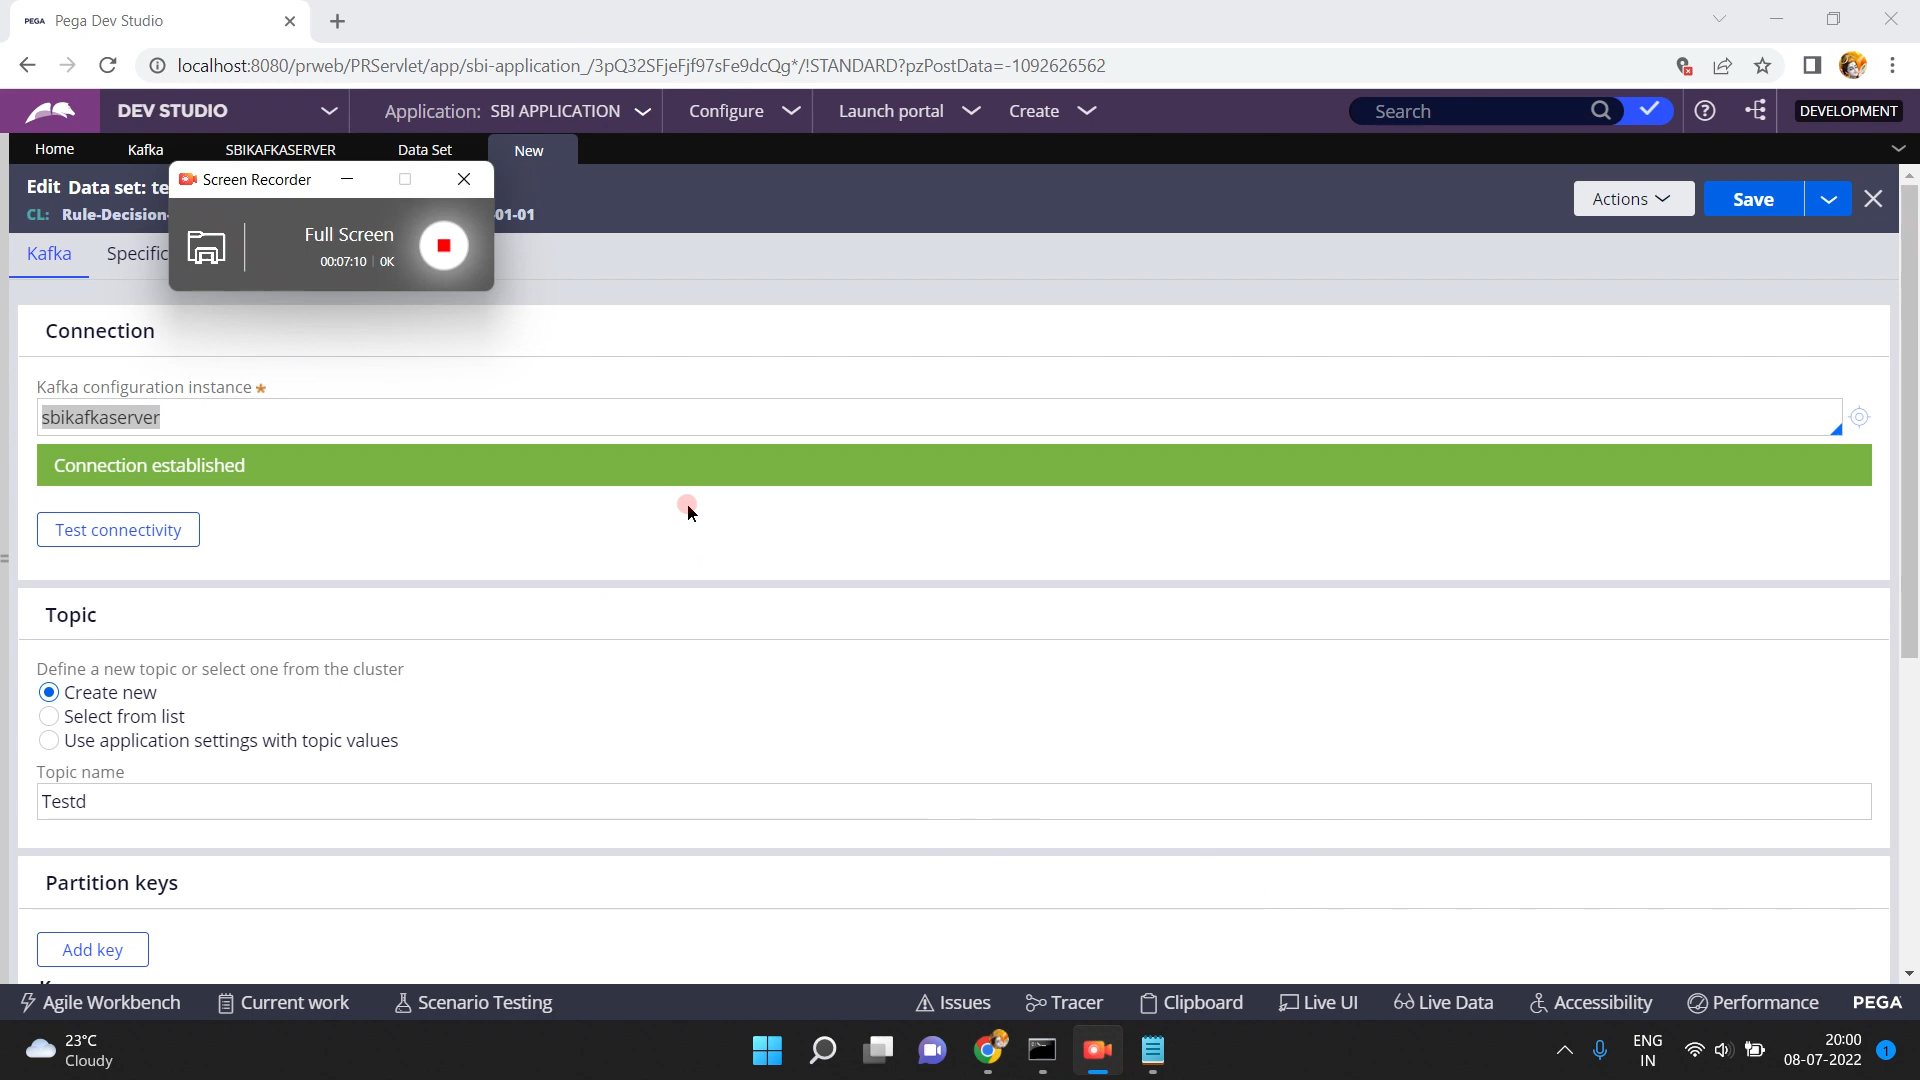 PEGA Pega Dev Studio
localhost:8080/prweb/PRServlet/app/sbi-application_/3pQ32SFjeFjf97sFe9dcQg*/!STANDARD?pzPostData=-1092626562
DEV STUDIO
Application: SBI APPLICATION
Configure
Launch portal
Create
Search
DEVELOPMENT
Home
Kafka
SBIKAFKASERVER
Data Set
New
Edit Data set: te
CL: Rule-Decision-
01-01
Actions
Save
Screen Recorder
Full Screen
00:07:10 | 0K
Kafka
Specific
Connection
Kafka configuration instance *
sbikafkaserver
Connection established
Test connectivity
Topic
Define a new topic or select one from the cluster
Create new
Select from list
Use application settings with topic values
Topic name
Testd
Partition keys
Add key
Agile Workbench
Current work
Scenario Testing
Issues
Tracer
Clipboard
Live UI
Live Data
Accessibility
Performance
PEGA
23°C
Cloudy
ENG
IN
20:00
08-07-2022
1